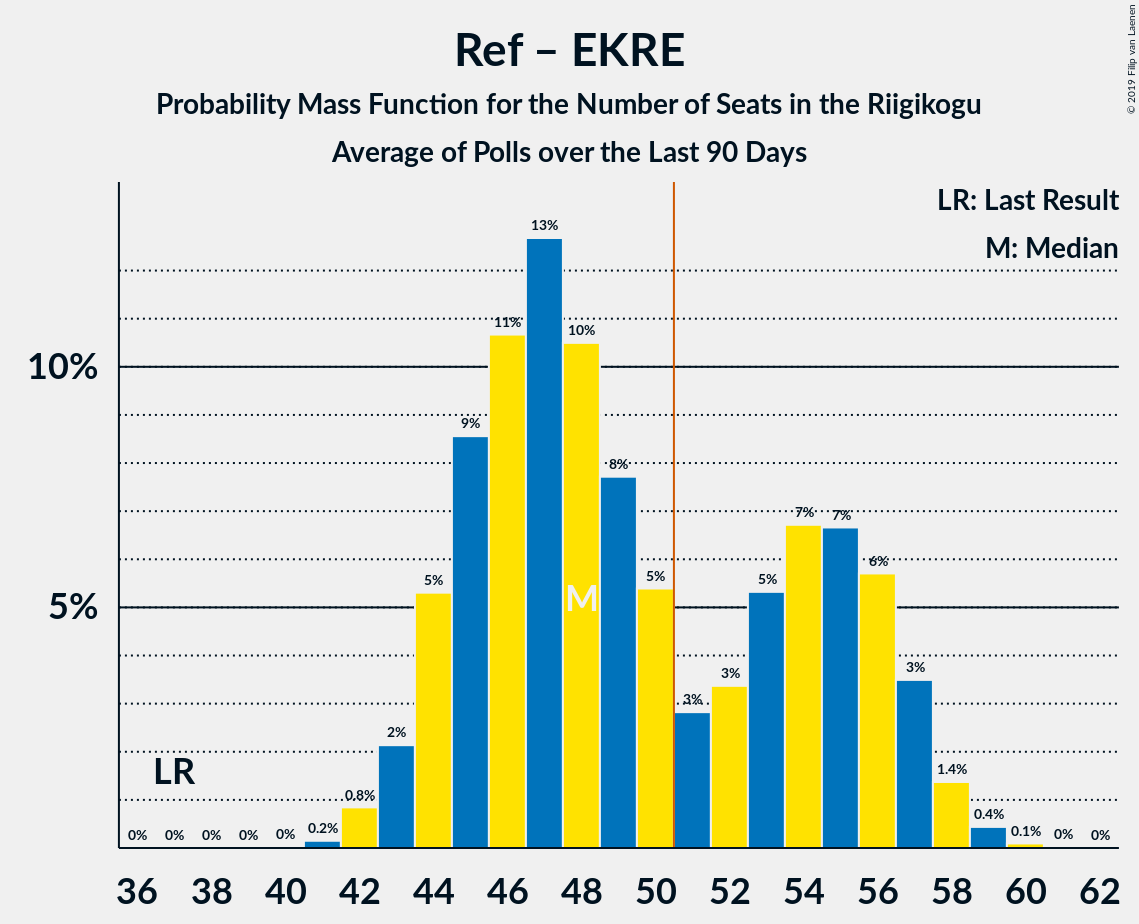 Ref – EKRE
Probability Mass Function for the Number of Seats in the Riigikogu
Average of Polls over the Last 90 Days
© 2019 Filip van Laenen
LR: Last Result
M: Median
10%
5%
0% 0% 0% 0% 0% 0.2% 0.8% 2% 5% 9% 11% 13% 10% 8% 5% 3% 3% 5% 7% 7% 6% 3% 1.4% 0.4% 0.1% 0% 0%
M
LR
36 38 40 42 44 46 48 50 52 54 56 58 60 62